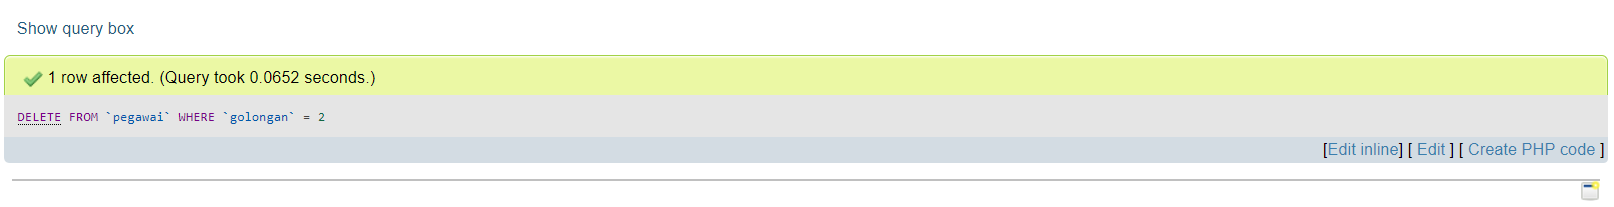 Show query box
1 row affected. (Query took 0.0652 seconds.)
DELETE FROM `pegawai` WHERE `golongan` = 2
[Edit inline] [ Edit ] [ Create PHP code ]